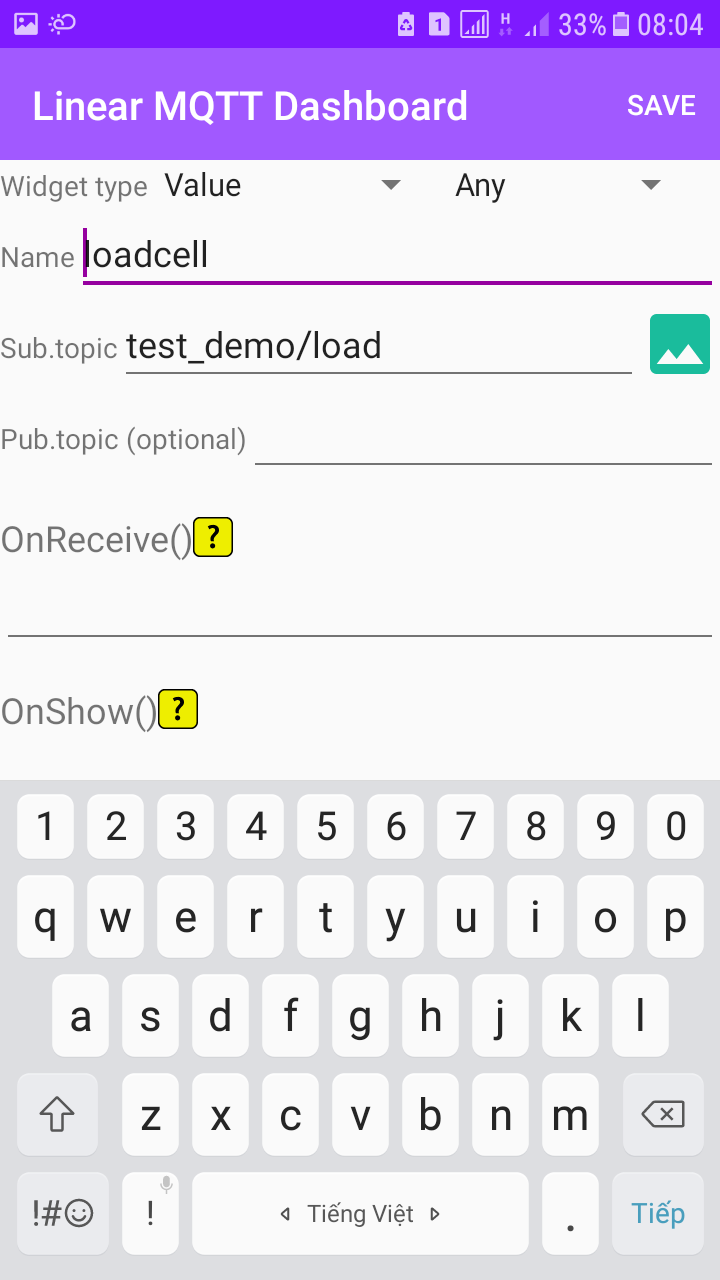 1 H 33% 08:04
Linear MQTT Dashboard SAVE
Widget type Value Any
Name loadcell
Sub.topic test_demo/load
Pub.topic (optional)
OnReceive() ?
OnShow() ?
1 2 3 4 5 6 7 8 9 0
q w e r t y u i o p
a s d f g h j k l
z x c v b n m
!#☺ ! Tiếng Việt . Tiếp